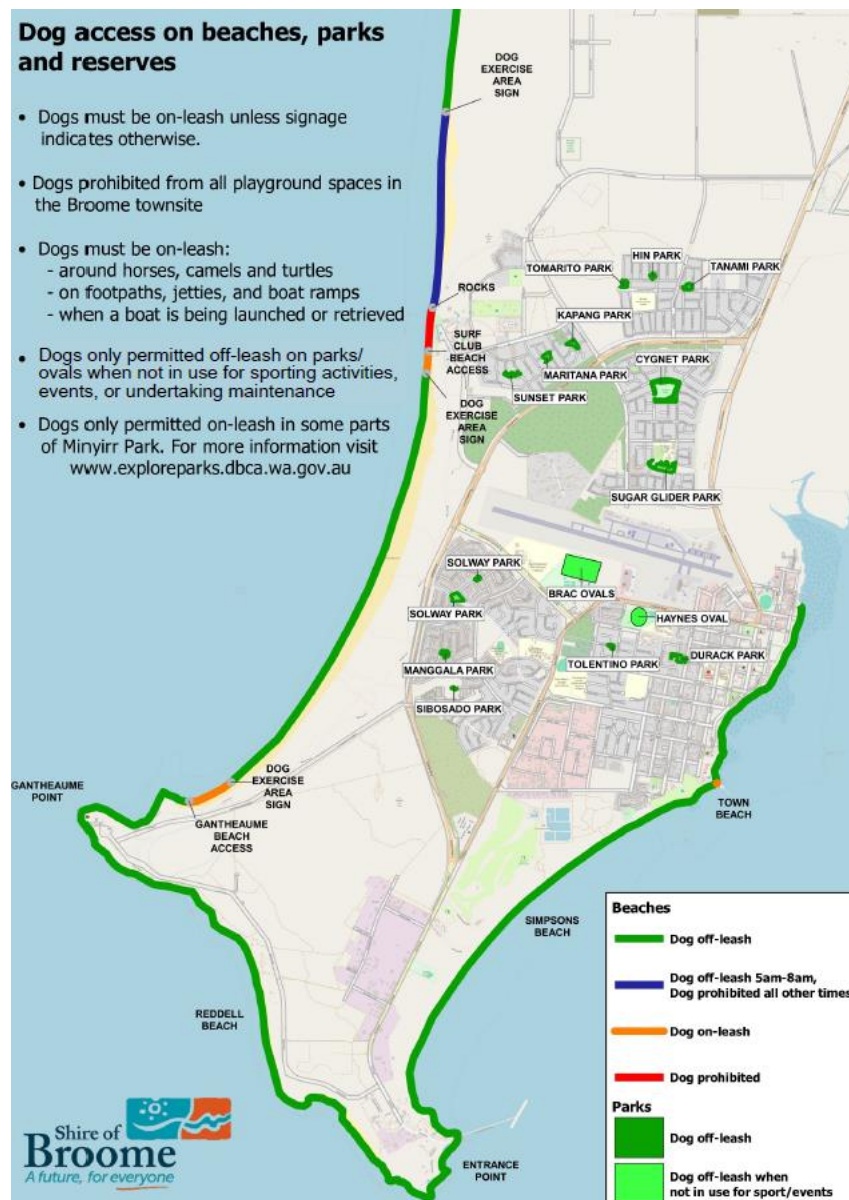 Dog access on beaches, parks
and reserves
• Dogs must be on-leash unless signage
indicates otherwise.
• Dogs prohibited from all playground spaces in
the Broome townsite
• Dogs must be on-leash:
- around horses, camels and turtles
- on footpaths, jetties, and boat ramps
- when a boat is being launched or retrieved
• Dogs only permitted off-leash on parks/
ovals when not in use for sporting activities,
events, or undertaking maintenance
• Dogs only permitted on-leash in some parts
of Minyirr Park. For more information visit
www.exploreparks.dbca.wa.gov.au
DOG
EXERCISE
AREA
SIGN
HIN PARK
TOMARITO PARK
TANAMI PARK
ROCKS
KAPANG PARK
SURF
CLUB
BEACH
ACCESS
CYGNET PARK
MARITANA PARK
SUNSET PARK
DOG
EXERCISE
AREA
SIGN
SUGAR GLIDER PARK
SOLWAY PARK
BRAC OVALS
SOLWAY PARK
HAYNES OVAL
MANGGALA PARK
TOLENTINO PARK
DURACK PARK
SIBOSADO PARK
DOG
EXERCISE
AREA
SIGN
GANTHEAUME
POINT
GANTHEAUME
BEACH
ACCESS
TOWN
BEACH
SIMPSONS
BEACH
REDDELL
BEACH
ENTRANCE
POINT
Beaches
Dog off-leash
Dog off-leash 5am-8am,
Dog prohibited all other times
Dog on-leash
Dog prohibited
Parks
Dog off-leash
Dog off-leash when
not in use for sport/events
Shire of
Broome
A future, for everyone